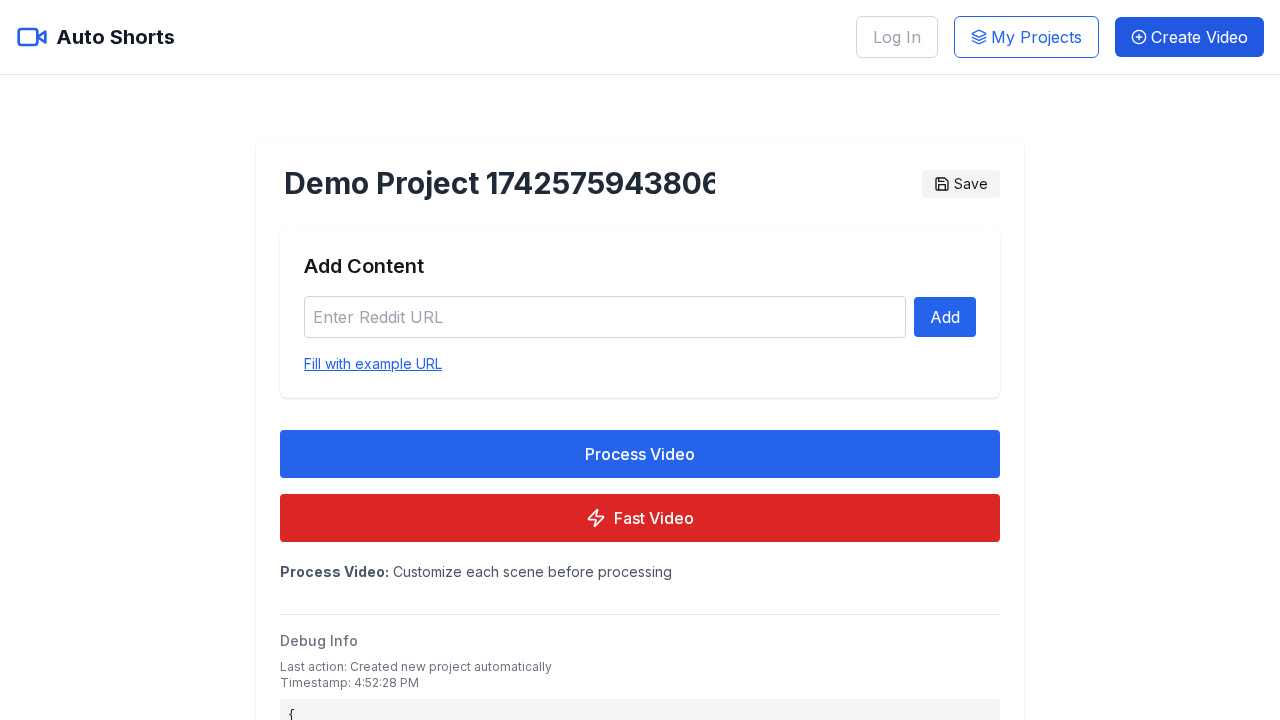 Auto Shorts
Log In
My Projects
Create Video
Demo Project 1742575943806
Save
Add Content
Enter Reddit URL
Add
Fill with example URL
Process Video
Fast Video
Process Video: Customize each scene before processing
Debug Info
Last action: Created new project automatically
Timestamp: 4:52:28 PM
{